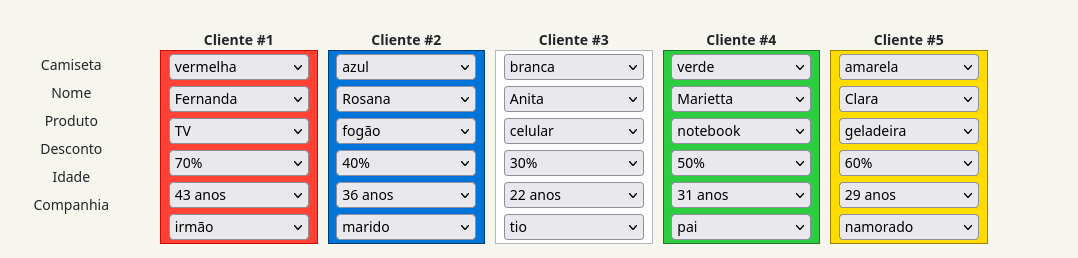 Cliente #1 Cliente #2 Cliente #3 Cliente #4 Cliente #5
Camiseta vermelha azul branca verde amarela
Nome Fernanda Rosana Anita Marietta Clara
Produto TV fogão celular notebook geladeira
Desconto 70% 40% 30% 50% 60%
Idade 43 anos 36 anos 22 anos 31 anos 29 anos
Companhia irmão marido tio pai namorado